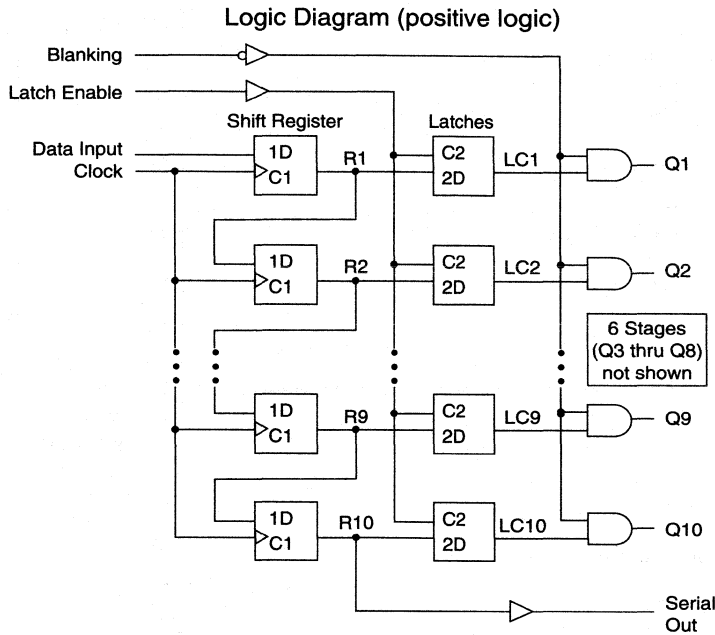 Logic Diagram (positive logic)
Blanking
Latch Enable
Shift Register
Latches
Data Input
Clock
1D
C1
R1
C2
2D
LC1
Q1
1D
C1
R2
C2
2D
LC2
Q2
6 Stages
(Q3 thru Q8)
not shown
1D
C1
R9
C2
2D
LC9
Q9
1D
C1
R10
C2
2D
LC10
Q10
Serial
Out